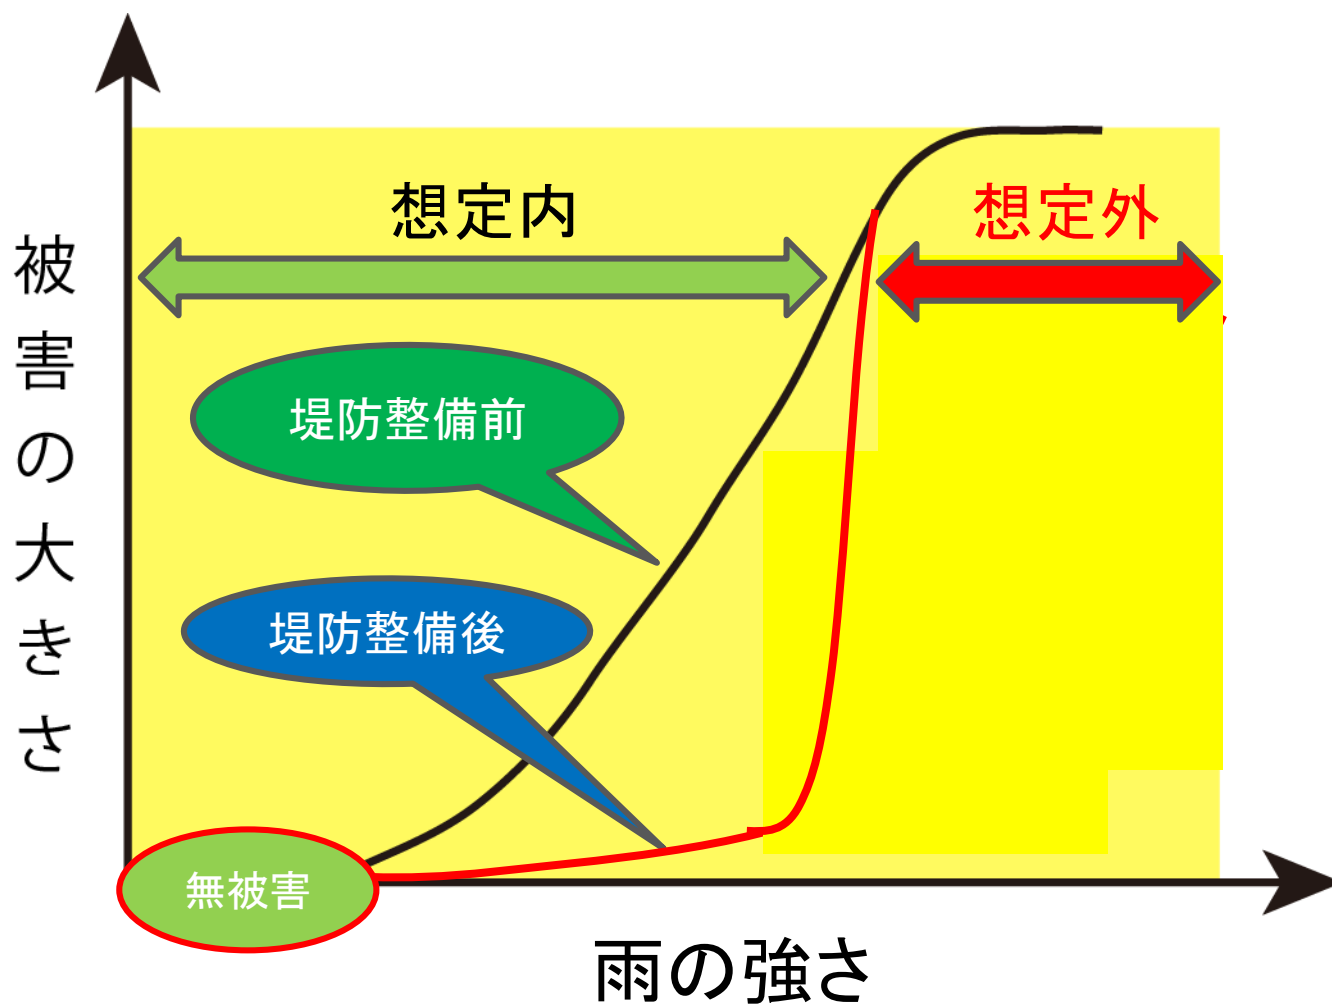 被害の大きさ
想定内
想定外
堤防整備前
堤防整備後
無被害
雨の強さ